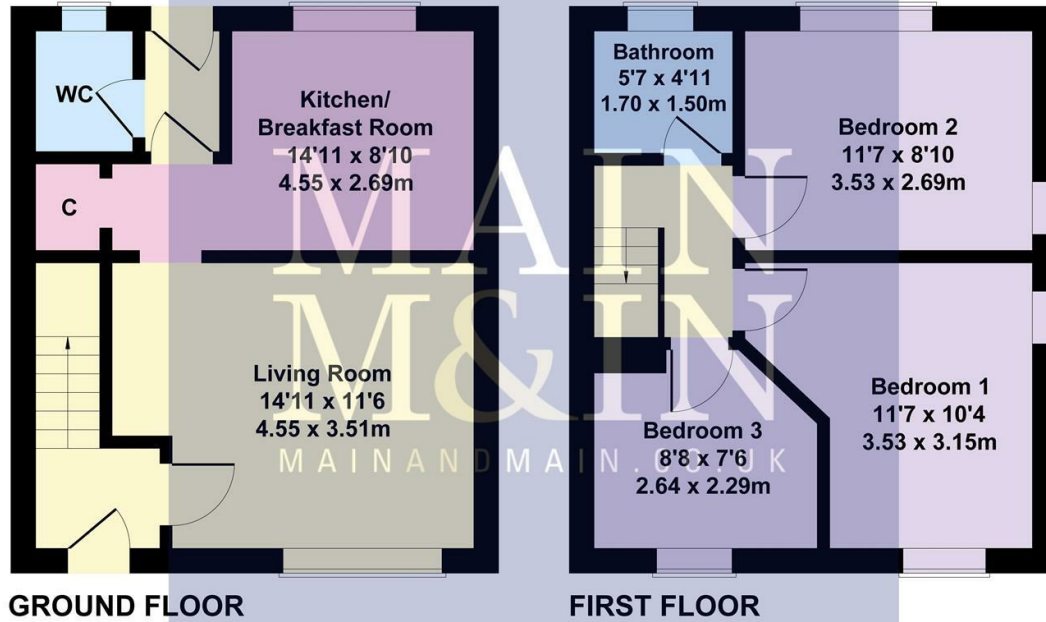 WC
Kitchen/
Breakfast Room
14'11 x 8'10
4.55 x 2.69m
C
Living Room
14'11 x 11'6
4.55 x 3.51m
GROUND FLOOR
Bathroom
5'7 x 4'11
1.70 x 1.50m
Bedroom 2
11'7 x 8'10
3.53 x 2.69m
Bedroom 1
11'7 x 10'4
3.53 x 3.15m
Bedroom 3
8'8 x 7'6
2.64 x 2.29m
FIRST FLOOR
MAIN
M&IN
MAINANDMAIN.CO.UK